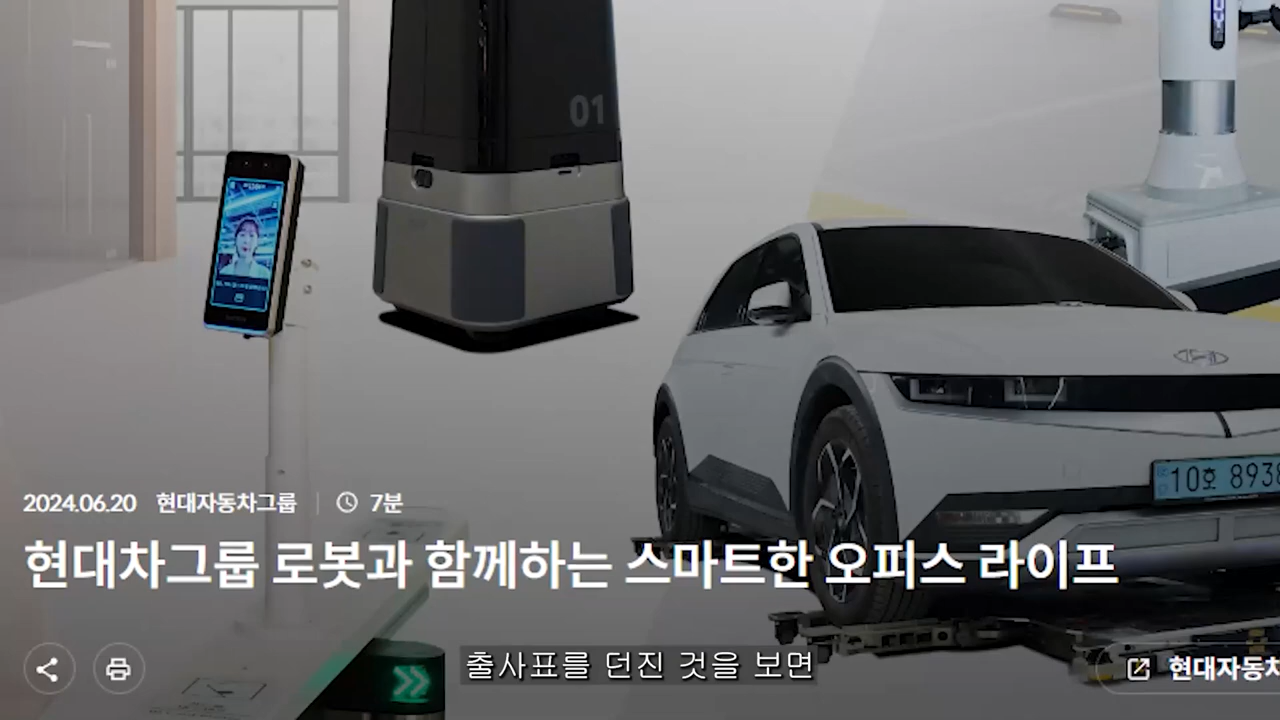 01
10호 8938
2024.06.20 현대자동차그룹 7분
현대차그룹 로봇과 함께하는 스마트한 오피스 라이프
출사표를 던진 것을 보면
현대자동차